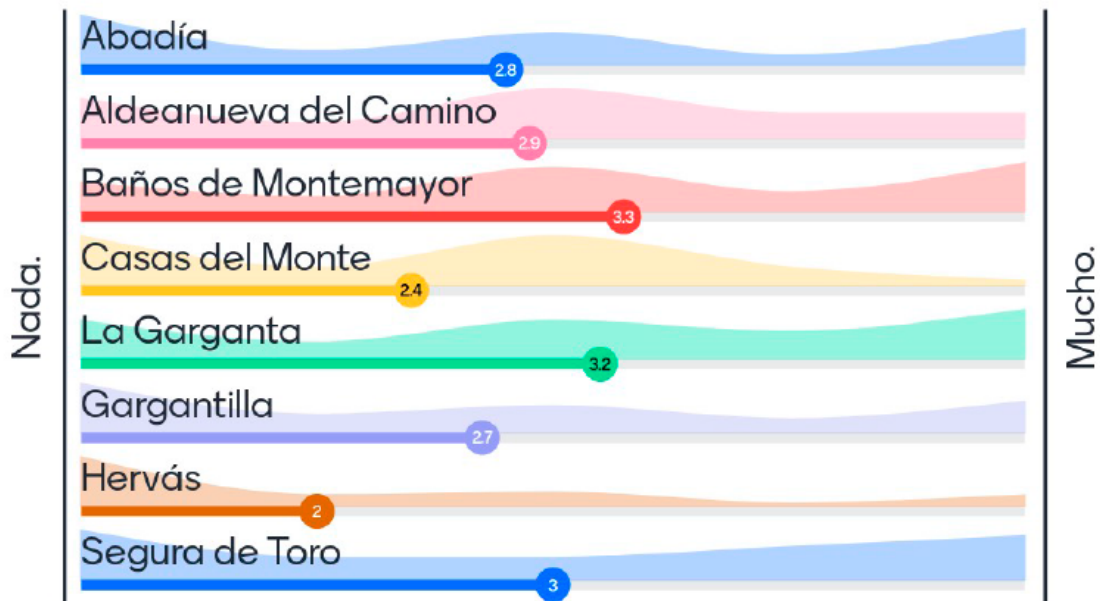 Abadía
2.8
Aldeanueva del Camino
2.9
Baños de Montemayor
3.3
Casas del Monte
2.4
La Garganta
3.2
Gargantilla
2.7
Hervás
2
Segura de Toro
3
Nada.
Mucho.